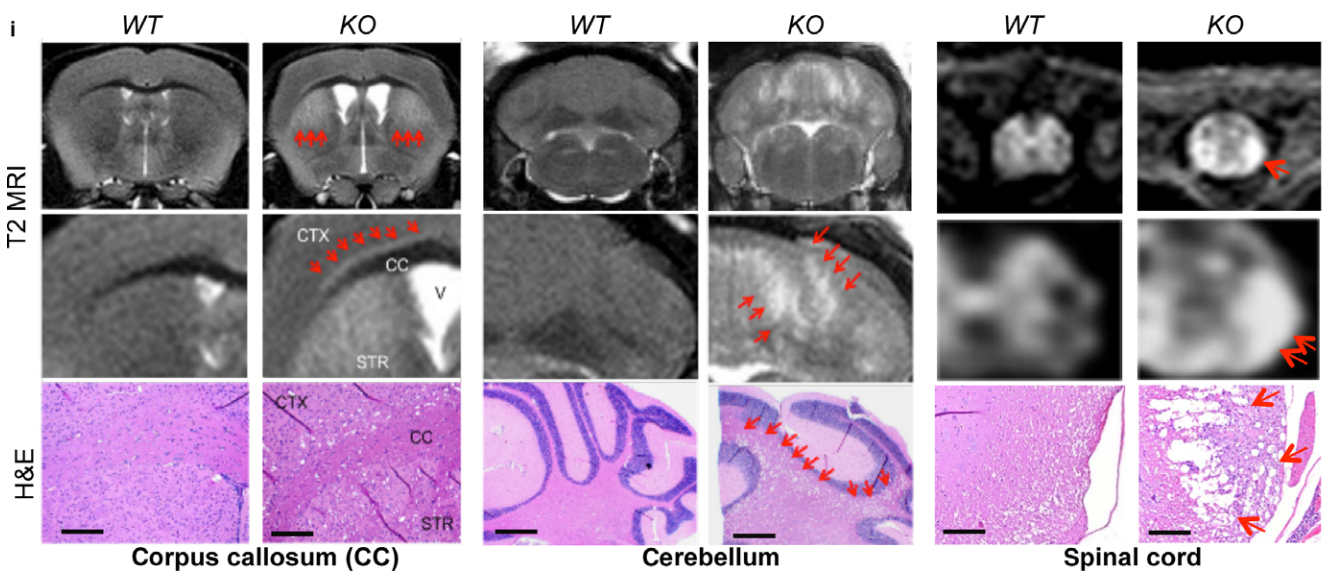 i
WT KO WT KO WT KO
T2 MRI
CTX
CC
V
STR
H&E
CTX
CC
STR
Corpus callosum (CC) Cerebellum Spinal cord